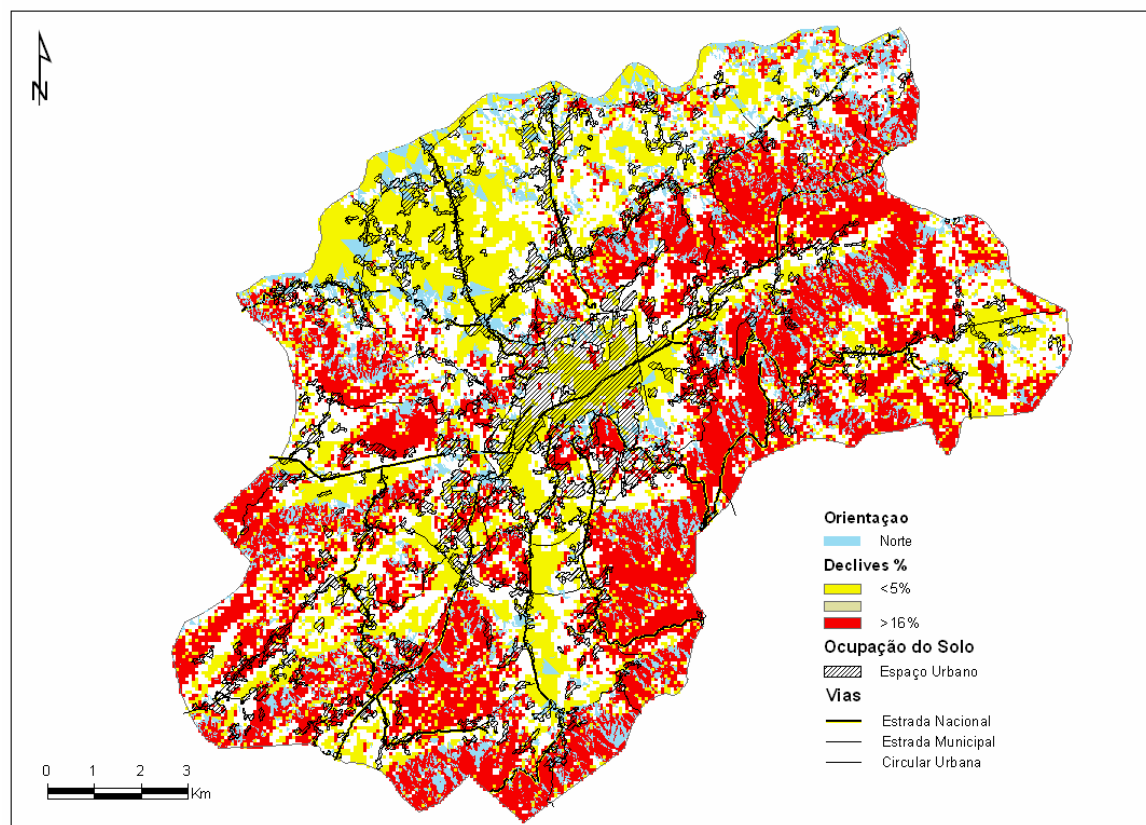 N
Orientaçao
Norte
Declives %
<5%
>16%
Ocupação do Solo
Espaço Urbano
Vias
Estrada Nacional
Estrada Municipal
Circular Urbana
0 1 2 3
Km